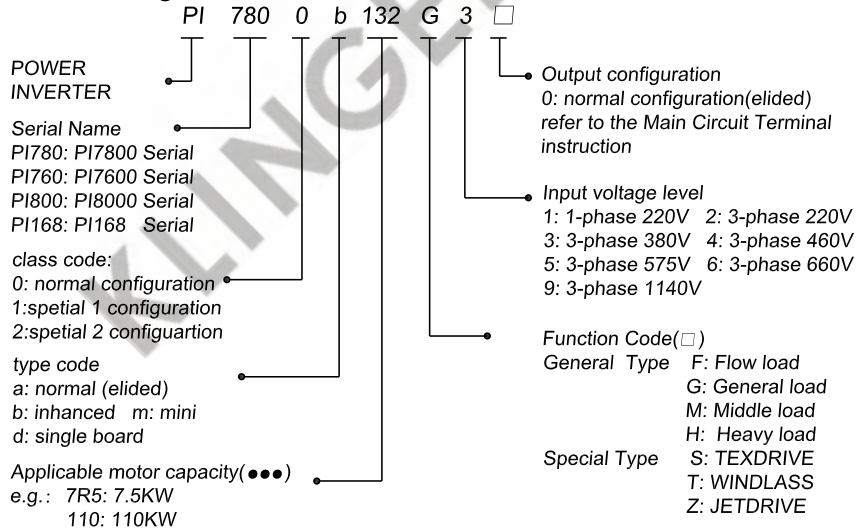 PI 780 0 b 132 G 3 □
POWER
INVERTER
Serial Name
PI780: PI7800 Serial
PI760: PI7600 Serial
PI800: PI8000 Serial
PI168: PI168 Serial
class code:
0: normal configuration
1:spetial 1 configuration
2:spetial 2 configuartion
type code
a: normal (elided)
b: inhanced m: mini
d: single board
Applicable motor capacity(●●●)
e.g.: 7R5: 7.5KW
110: 110KW
Output configuration
0: normal configuration(elided)
refer to the Main Circuit Terminal
instruction
Input voltage level
1: 1-phase 220V 2: 3-phase 220V
3: 3-phase 380V 4: 3-phase 460V
5: 3-phase 575V 6: 3-phase 660V
9: 3-phase 1140V
Function Code(□)
General Type F: Flow load
G: General load
M: Middle load
H: Heavy load
Special Type S: TEXDRIVE
T: WINDLASS
Z: JETDRIVE
KLINGE